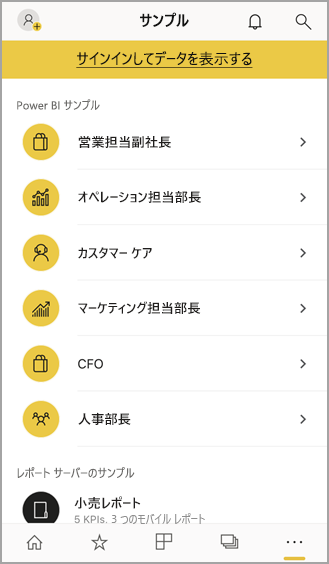 サンプル
サインインしてデータを表示する
Power BI サンプル
営業担当副社長
オペレーション担当部長
カスタマー ケア
マーケティング担当部長
CFO
人事部長
レポート サーバーのサンプル
小売レポート
5 KPIs, 3 つのモバイル レポート